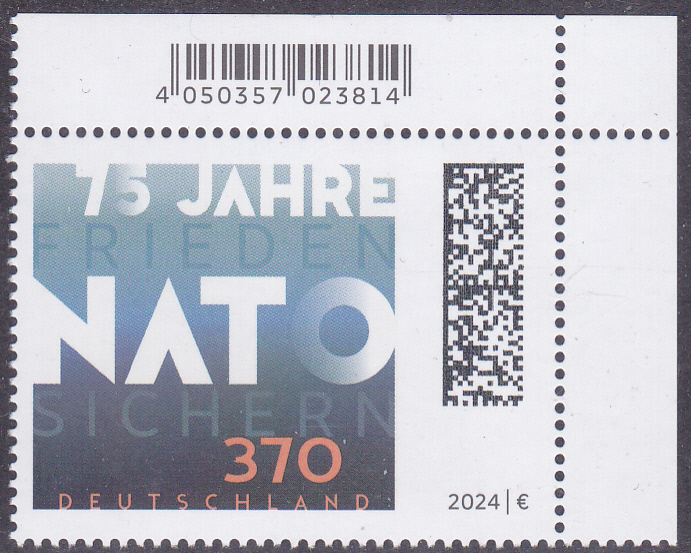 4 050357 023814
75 JAHRE
FRIEDEN
NATO
SICHERN
370
DEUTSCHLAND
2024 | €